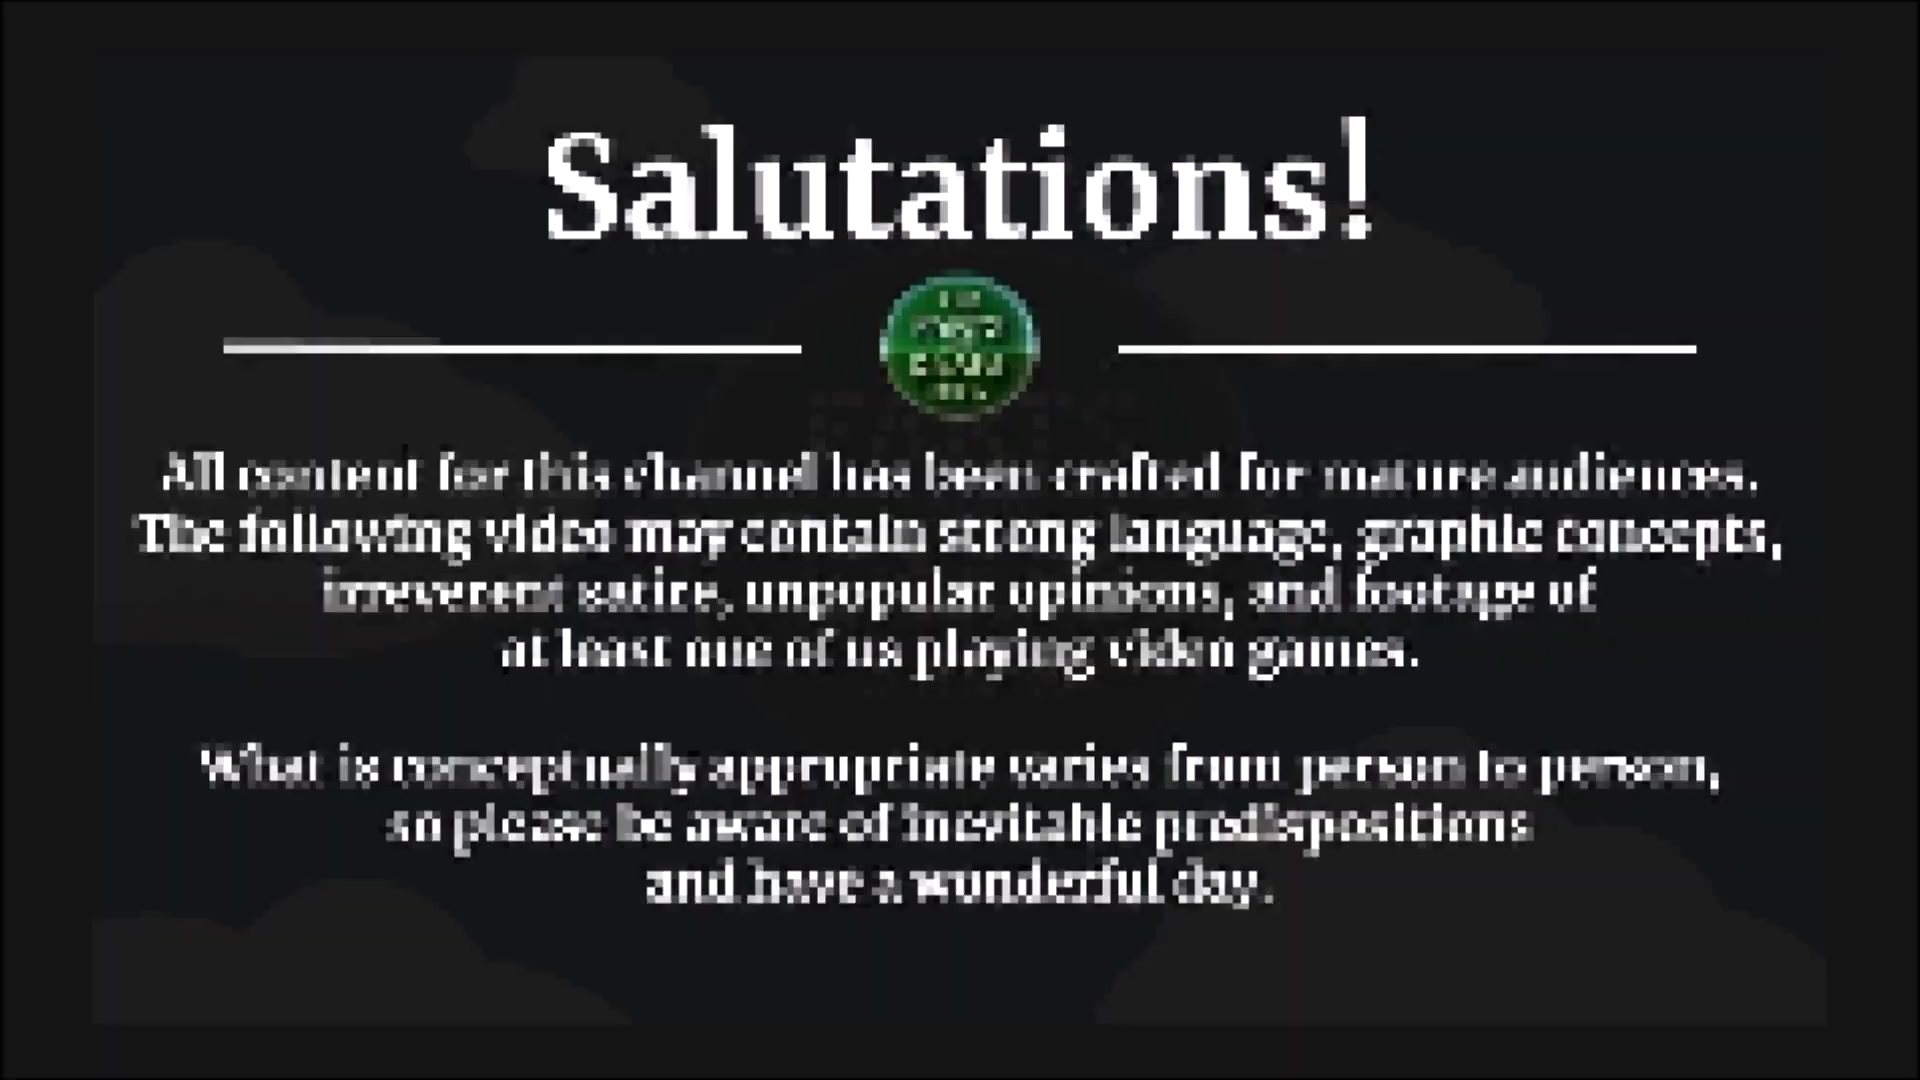 Salutations!
All content for this channel has been crafted for mature audiences.
The following video may contain strong language, graphic concepts,
irreverent satire, unpopular opinions, and footage of
at least one of us playing video games.
What is conceptually appropriate varies from person to person,
so please be aware of inevitable predispositions
and have a wonderful day.